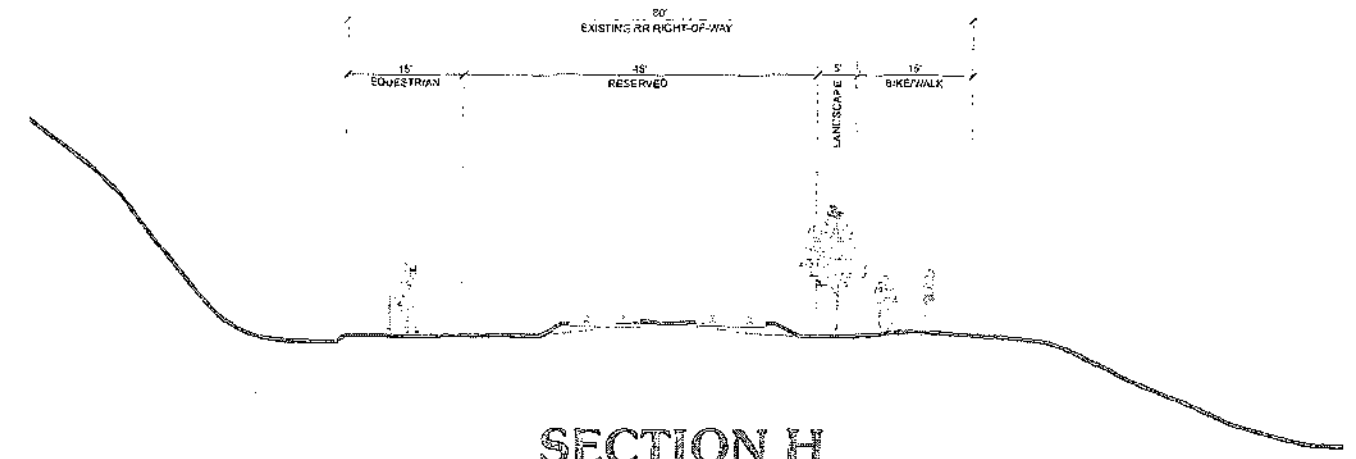 80'
EXISTING RR RIGHT-OF-WAY
15' 45' 5' 15'
EQUESTRIAN RESERVED LANDSCAPE BIKE/WALK
SECTION H